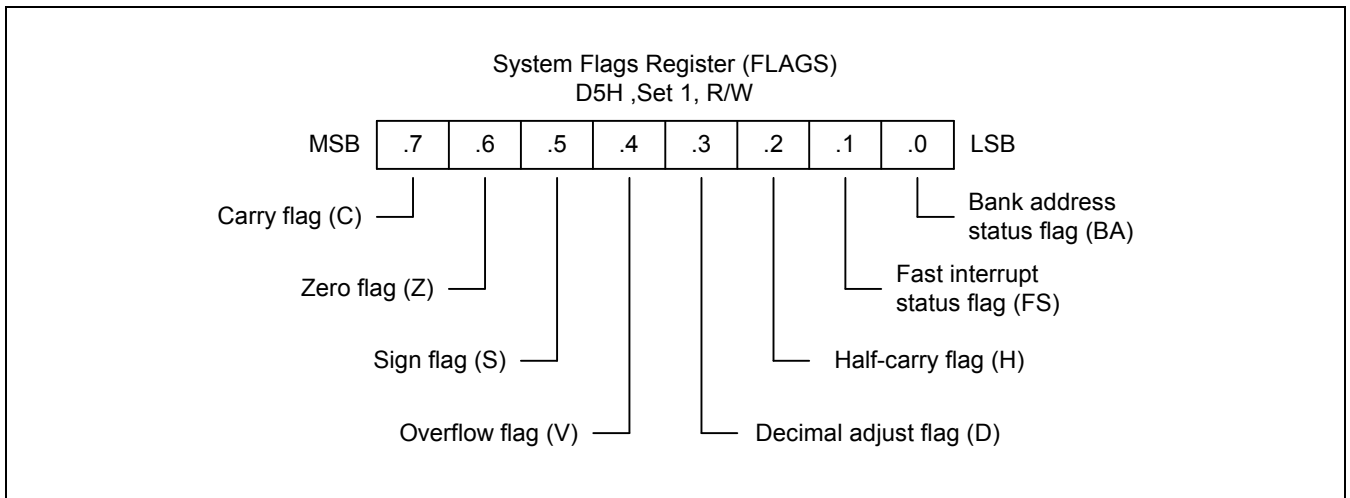 System Flags Register (FLAGS)
D5H ,Set 1, R/W
MSB .7 .6 .5 .4 .3 .2 .1 .0 LSB
Carry flag (C)
Bank address
status flag (BA)
Zero flag (Z)
Fast interrupt
status flag (FS)
Sign flag (S)
Half-carry flag (H)
Overflow flag (V)
Decimal adjust flag (D)